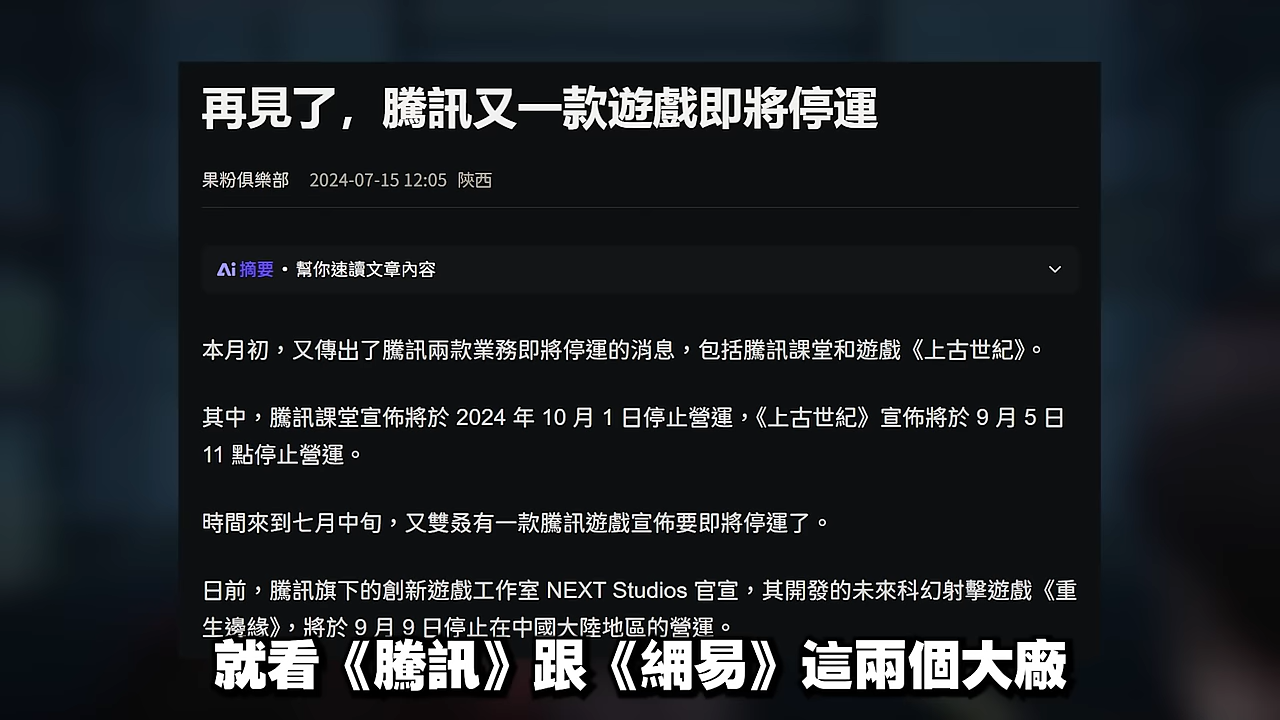 再見了，騰訊又一款遊戲即將停運
果粉俱樂部 2024-07-15 12:05 陝西
Ai 摘要 • 幫你速讀文章內容
本月初，又傳出了騰訊兩款業務即將停運的消息，包括騰訊課堂和遊戲《上古世紀》。
其中，騰訊課堂宣佈將於 2024 年 10 月 1 日停止營運，《上古世紀》宣佈將於 9 月 5 日
11 點停止營運。
時間來到七月中旬，又雙叒有一款騰訊遊戲宣佈要即將停運了。
日前，騰訊旗下的創新遊戲工作室 NEXT Studios 官宣，其開發的未來科幻射擊遊戲《重
生邊緣》，將於 9 月 9 日停止在中國大陸地區的營運。
就看《騰訊》跟《網易》這兩個大廠